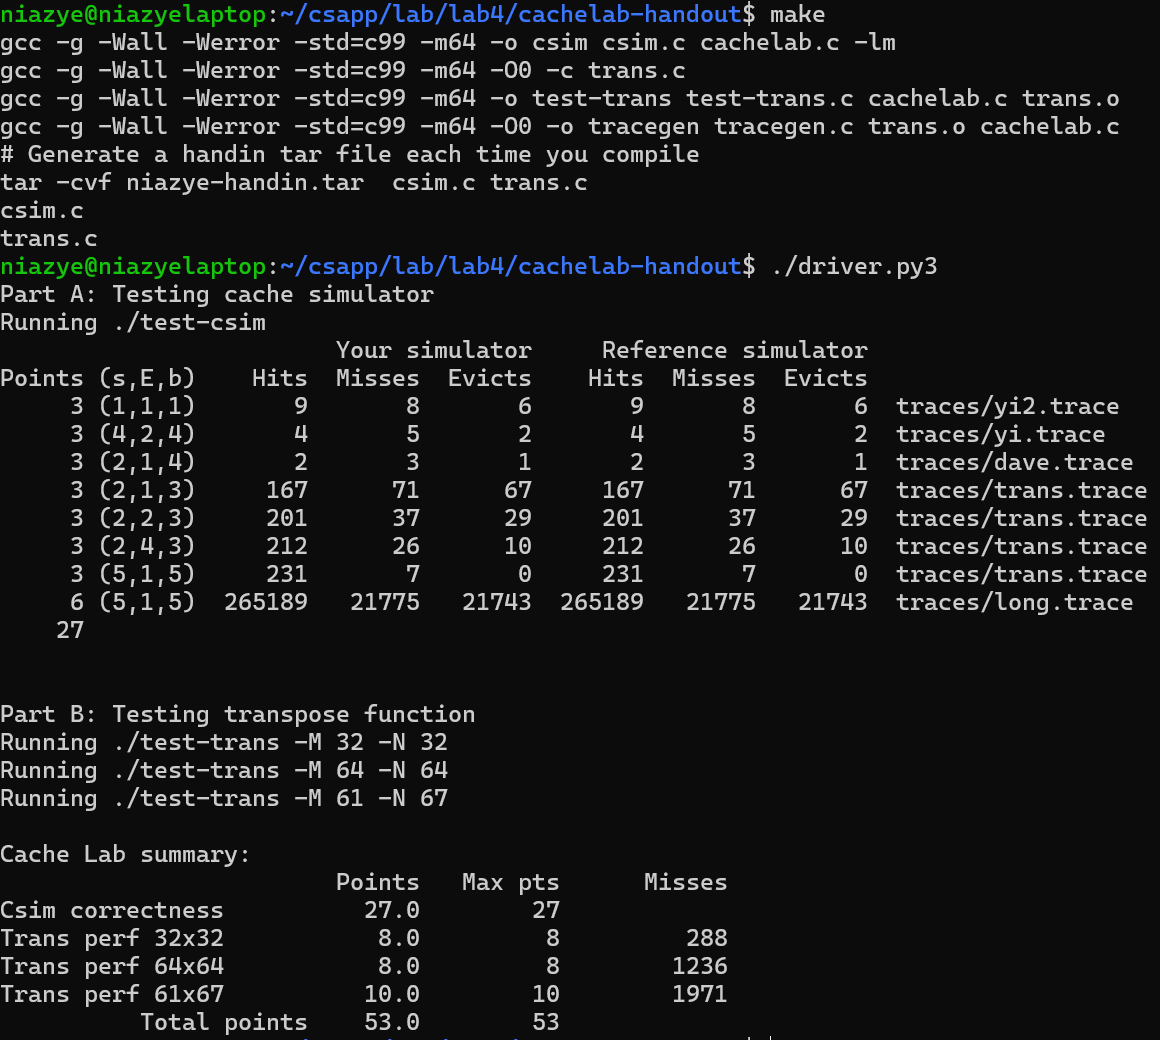 niazye@niazyelaptop:~/csapp/lab/lab4/cachelab-handout$ make
gcc -g -Wall -Werror -std=c99 -m64 -o csim csim.c cachelab.c -lm
gcc -g -Wall -Werror -std=c99 -m64 -O0 -c trans.c
gcc -g -Wall -Werror -std=c99 -m64 -o test-trans test-trans.c cachelab.c trans.o
gcc -g -Wall -Werror -std=c99 -m64 -O0 -o tracegen tracegen.c trans.o cachelab.c
# Generate a handin tar file each time you compile
tar -cvf niazye-handin.tar  csim.c trans.c
csim.c
trans.c
niazye@niazyelaptop:~/csapp/lab/lab4/cachelab-handout$ ./driver.py3
Part A: Testing cache simulator
Running ./test-csim
                        Your simulator     Reference simulator
Points (s,E,b)    Hits  Misses  Evicts    Hits  Misses  Evicts
     3 (1,1,1)       9       8       6       9       8       6  traces/yi2.trace
     3 (4,2,4)       4       5       2       4       5       2  traces/yi.trace
     3 (2,1,4)       2       3       1       2       3       1  traces/dave.trace
     3 (2,1,3)     167      71      67     167      71      67  traces/trans.trace
     3 (2,2,3)     201      37      29     201      37      29  traces/trans.trace
     3 (2,4,3)     212      26      10     212      26      10  traces/trans.trace
     3 (5,1,5)     231       7       0     231       7       0  traces/trans.trace
     6 (5,1,5)  265189   21775   21743  265189   21775   21743  traces/long.trace
    27
Part B: Testing transpose function
Running ./test-trans -M 32 -N 32
Running ./test-trans -M 64 -N 64
Running ./test-trans -M 61 -N 67
Cache Lab summary:
                        Points   Max pts      Misses
Csim correctness          27.0        27
Trans perf 32x32           8.0         8         288
Trans perf 64x64           8.0         8        1236
Trans perf 61x67          10.0        10        1971
          Total points    53.0        53